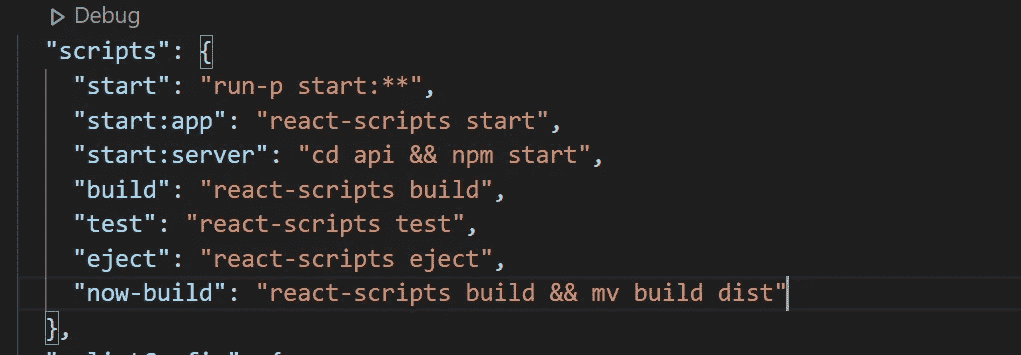 Debug
"scripts": {
"start": "run-p start:**",
"start:app": "react-scripts start",
"start:server": "cd api && npm start",
"build": "react-scripts build",
"test": "react-scripts test",
"eject": "react-scripts eject",
"now-build": "react-scripts build && mv build dist"
},